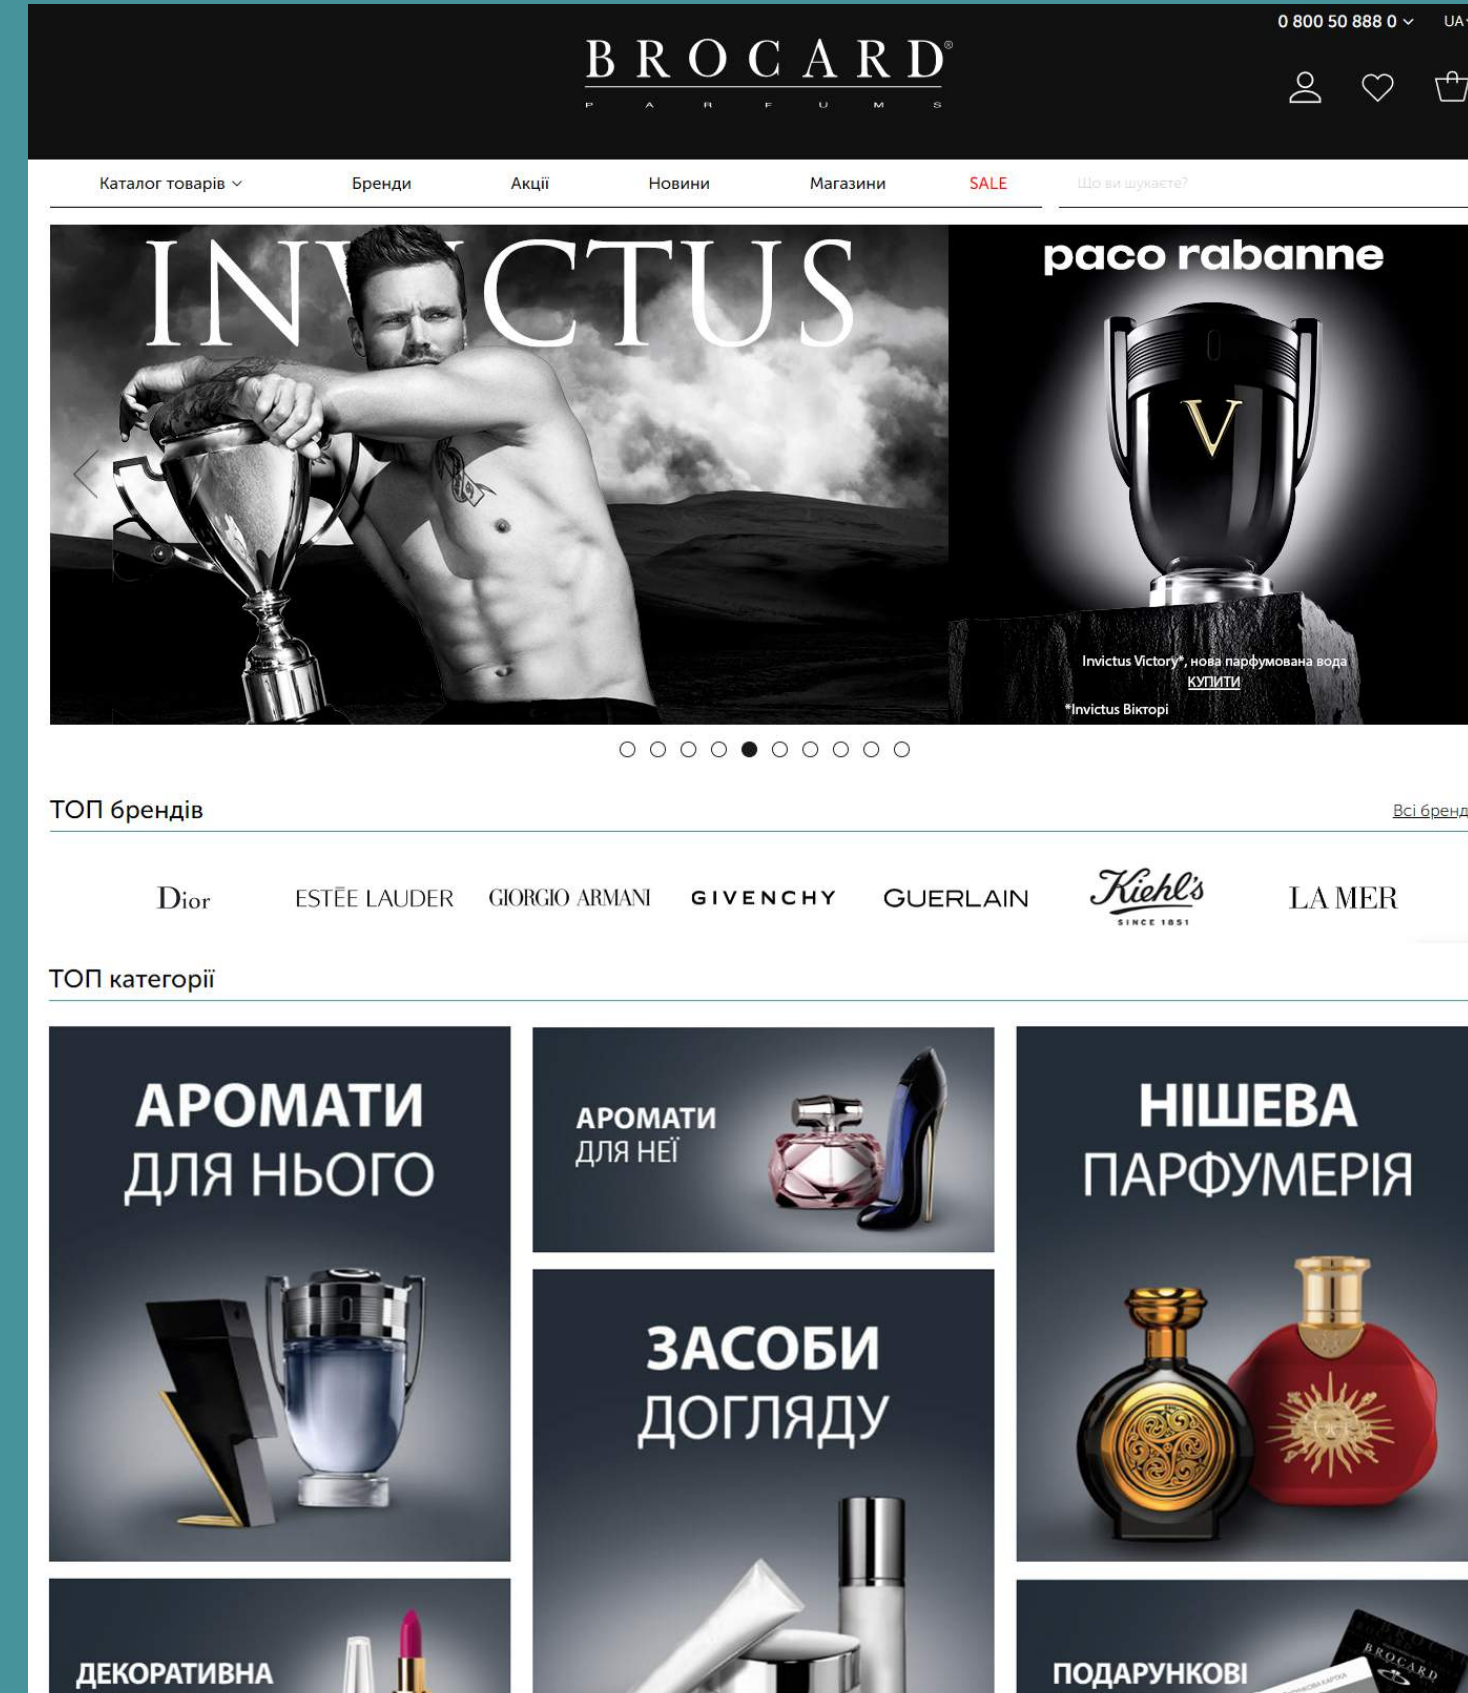 0 800 50 888 0 UA
BROCARD®
PARFUMS
Каталог товарів Бренди Акції Новини Магазини SALE Що ви шукаєте?
INVICTUS
paco rabanne
V
Invictus Victory*, нова парфумована вода
КУПИТИ
*Invictus Вікторі
ТОП брендів
Всі бренд
Dior ESTĒE LAUDER GIORGIO ARMANI GIVENCHY GUERLAIN Kiehl's LA MER
SINCE 1851
ТОП категорії
АРОМАТИ
ДЛЯ НЬОГО
АРОМАТИ
ДЛЯ НЕЇ
НІШЕВА
ПАРФУМЕРІЯ
ЗАСОБИ
ДОГЛЯДУ
ДЕКОРАТИВНА
ПОДАРУНКОВІ
BROCARD